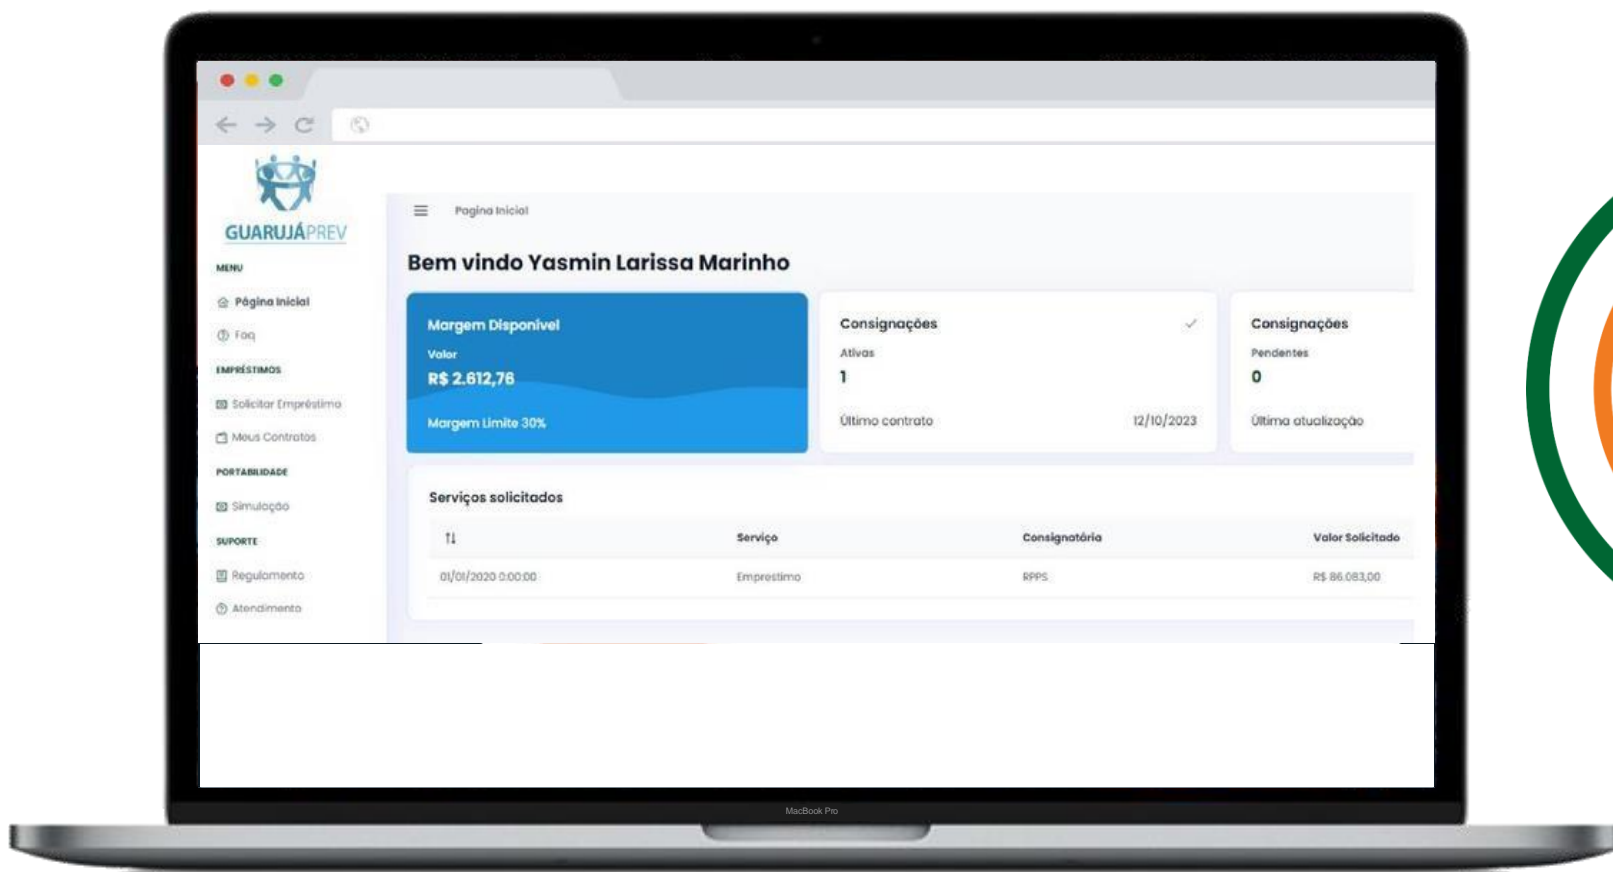 GUARUJÁPREV
MENU
Página Inicial
Faq
EMPRÉSTIMOS
Solicitar Empréstimo
Meus Contratos
PORTABILIDADE
Simulação
SUPORTE
Regulamento
Atendimento
Pagina Inicial
Bem vindo Yasmin Larissa Marinho
Margem Disponível
Valor
R$ 2.612,76
Margem Limite 30%
Consignações
Ativas
1
Último contrato 12/10/2023
Consignações
Pendentes
0
Última atualização
Serviços solicitados
Serviço Consignatária Valor Solicitado
01/01/2020 0:00:00 Emprestimo RPPS R$ 86.083,00
MacBook Pro